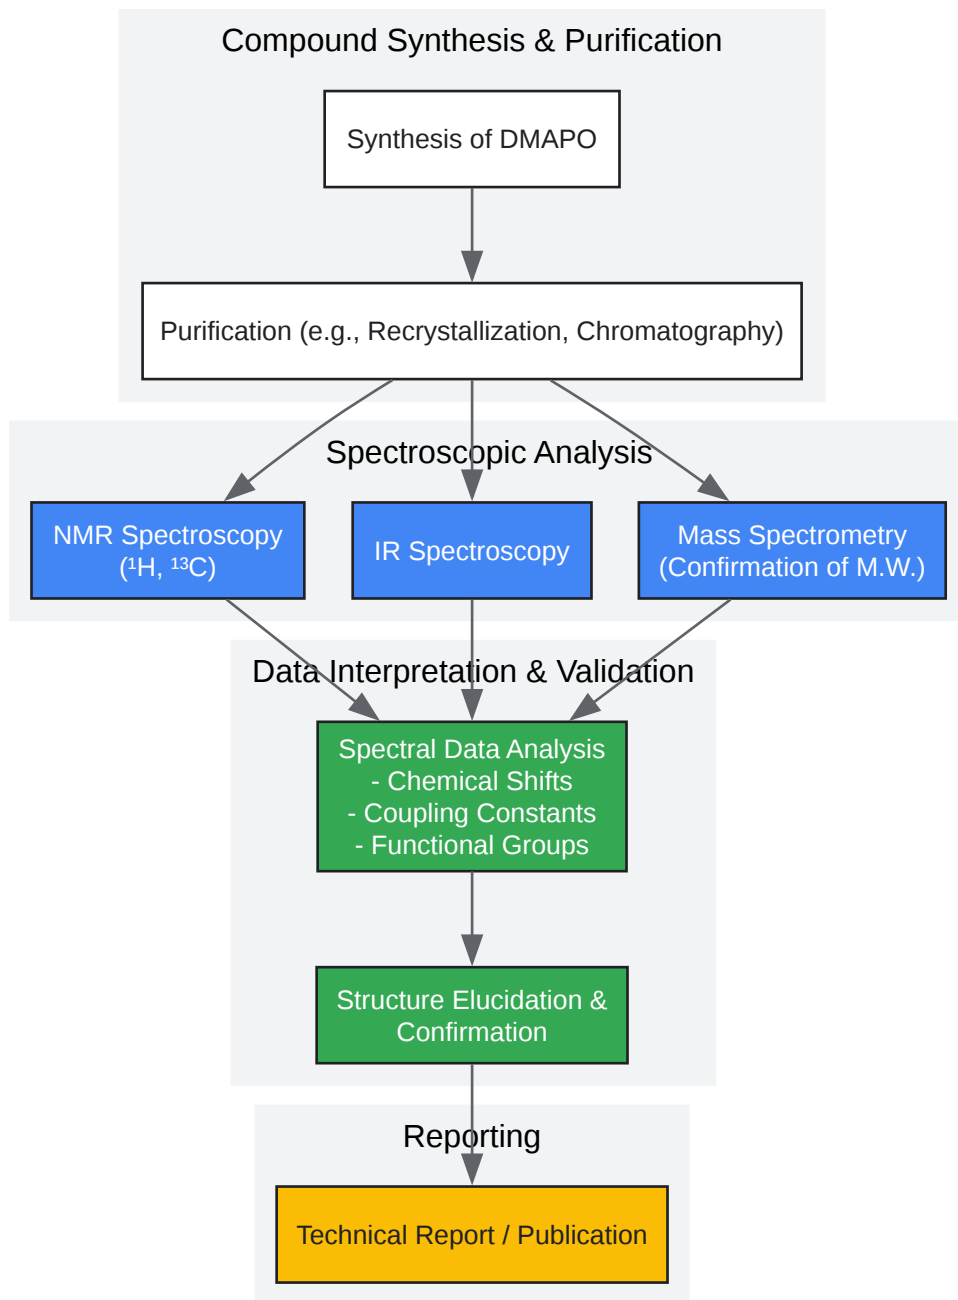 Compound Synthesis & Purification
Synthesis of DMAPO
Purification (e.g., Recrystallization, Chromatography)
Spectroscopic Analysis
NMR Spectroscopy
(¹H, ¹³C)
IR Spectroscopy
Mass Spectrometry
(Confirmation of M.W.)
Data Interpretation & Validation
Spectral Data Analysis
- Chemical Shifts
- Coupling Constants
- Functional Groups
Structure Elucidation &
Confirmation
Reporting
Technical Report / Publication